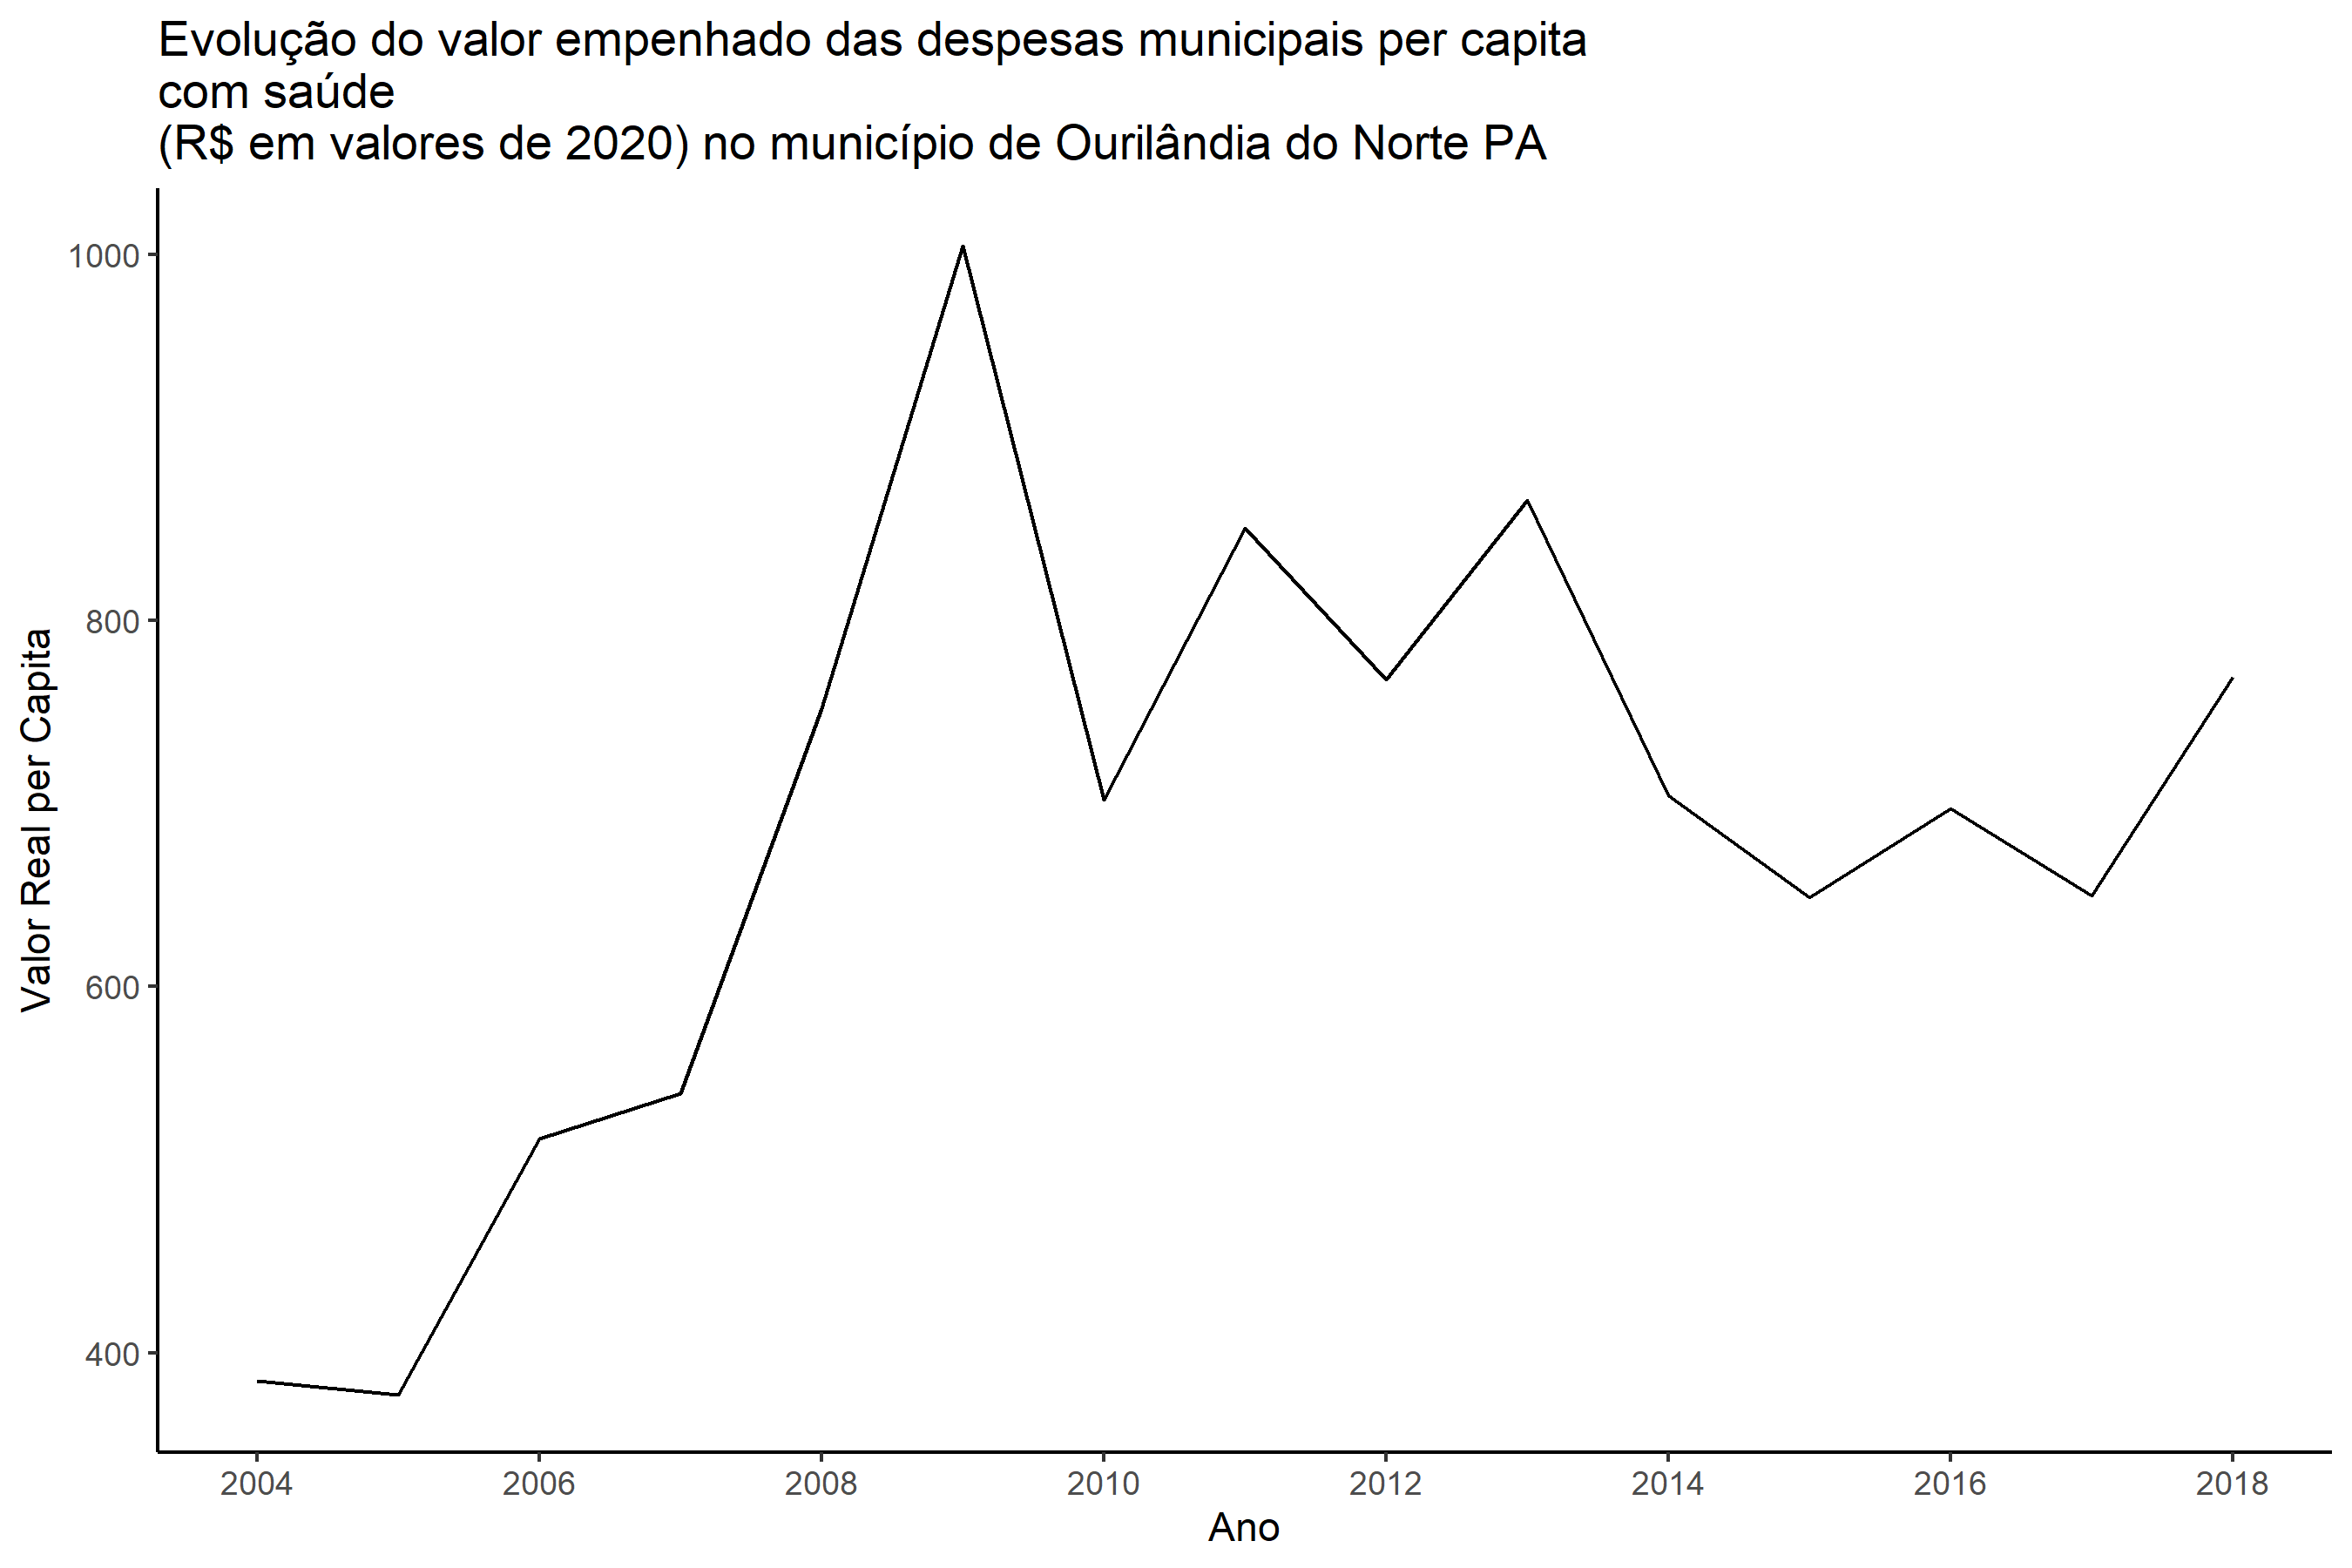 Evolução do valor empenhado das despesas municipais per capita
com saúde
(R$ em valores de 2020) no município de Ourilândia do Norte PA
Valor Real per Capita
1000
800
600
400
2004 2006 2008 2010 2012 2014 2016 2018
Ano